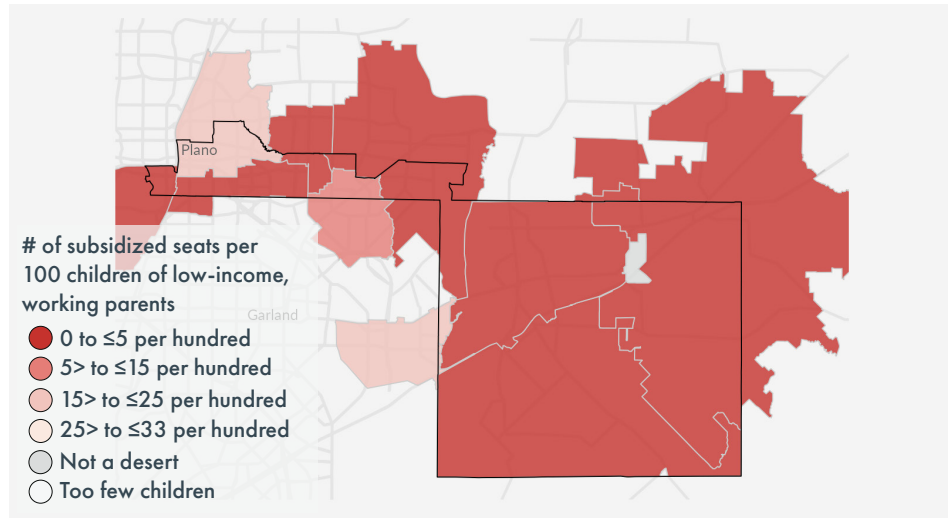 Plano
# of subsidized seats per
100 children of low-income,
working parents
Garland
0 to ≤5 per hundred
5> to ≤15 per hundred
15> to ≤25 per hundred
25> to ≤33 per hundred
Not a desert
Too few children